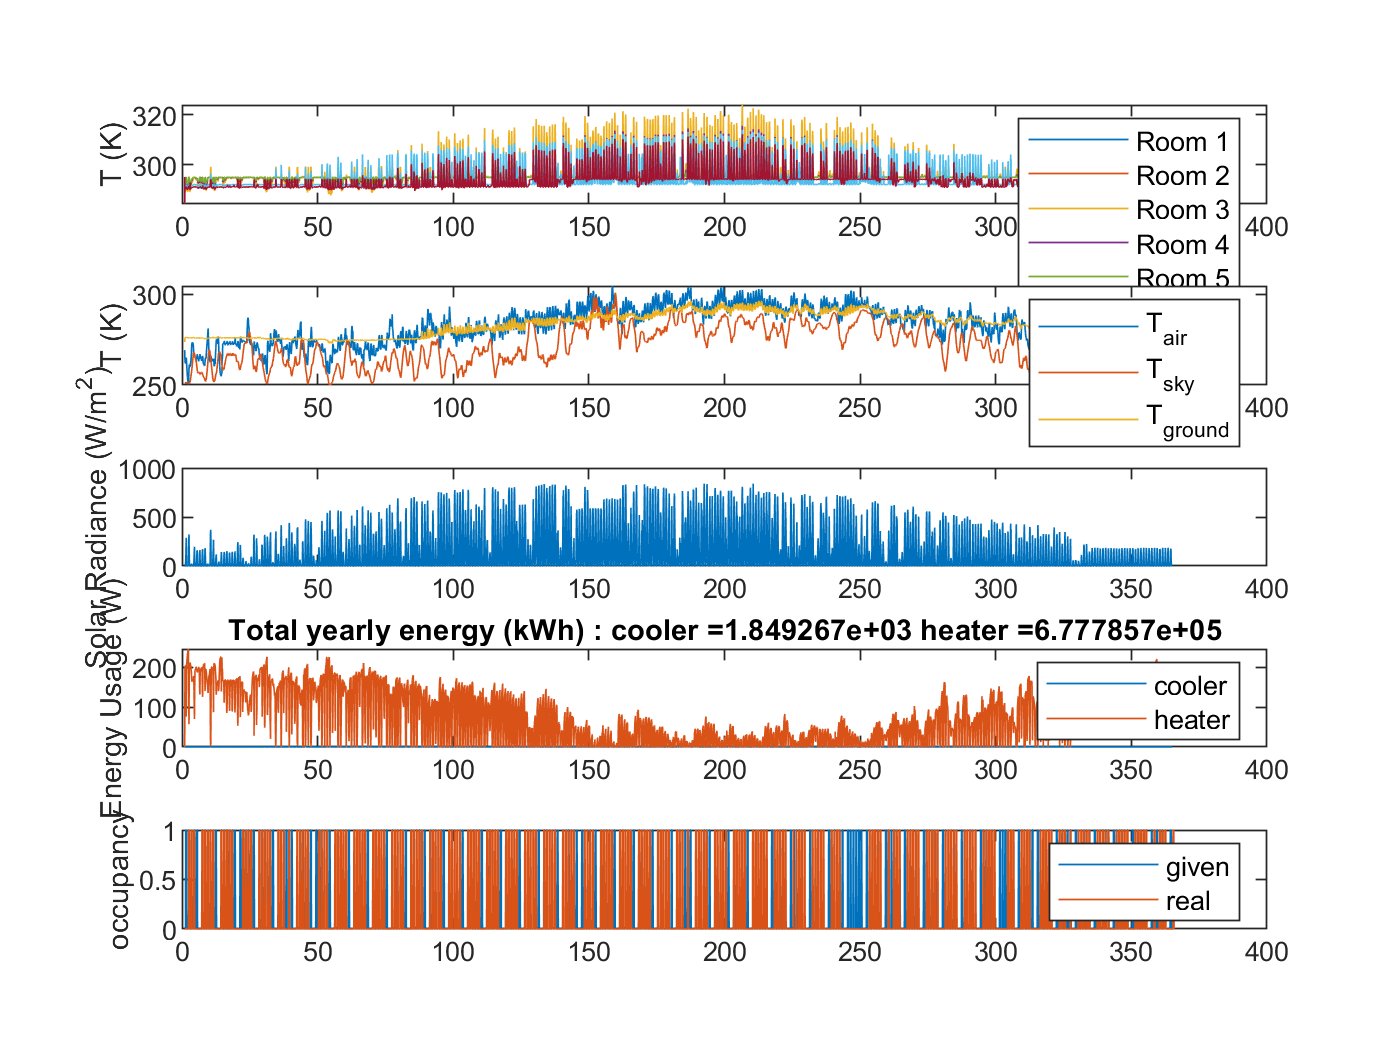 T (K)
320
300
0 50 100 150 200 250 300 400
Room 1
Room 2
Room 3
Room 4
Room 5
T (K)
300
250
0 50 100 150 200 250 300 400
T_air
T_sky
T_ground
Solar Radiance (W/m²)
1000
500
0
0 50 100 150 200 250 300 350 400
Total yearly energy (kWh) : cooler =1.849267e+03 heater =6.777857e+05
Energy Usage (W)
200
100
0
0 50 100 150 200 250 300 350 400
cooler
heater
occupancy
1
0.5
0
0 50 100 150 200 250 300 350 400
given
real